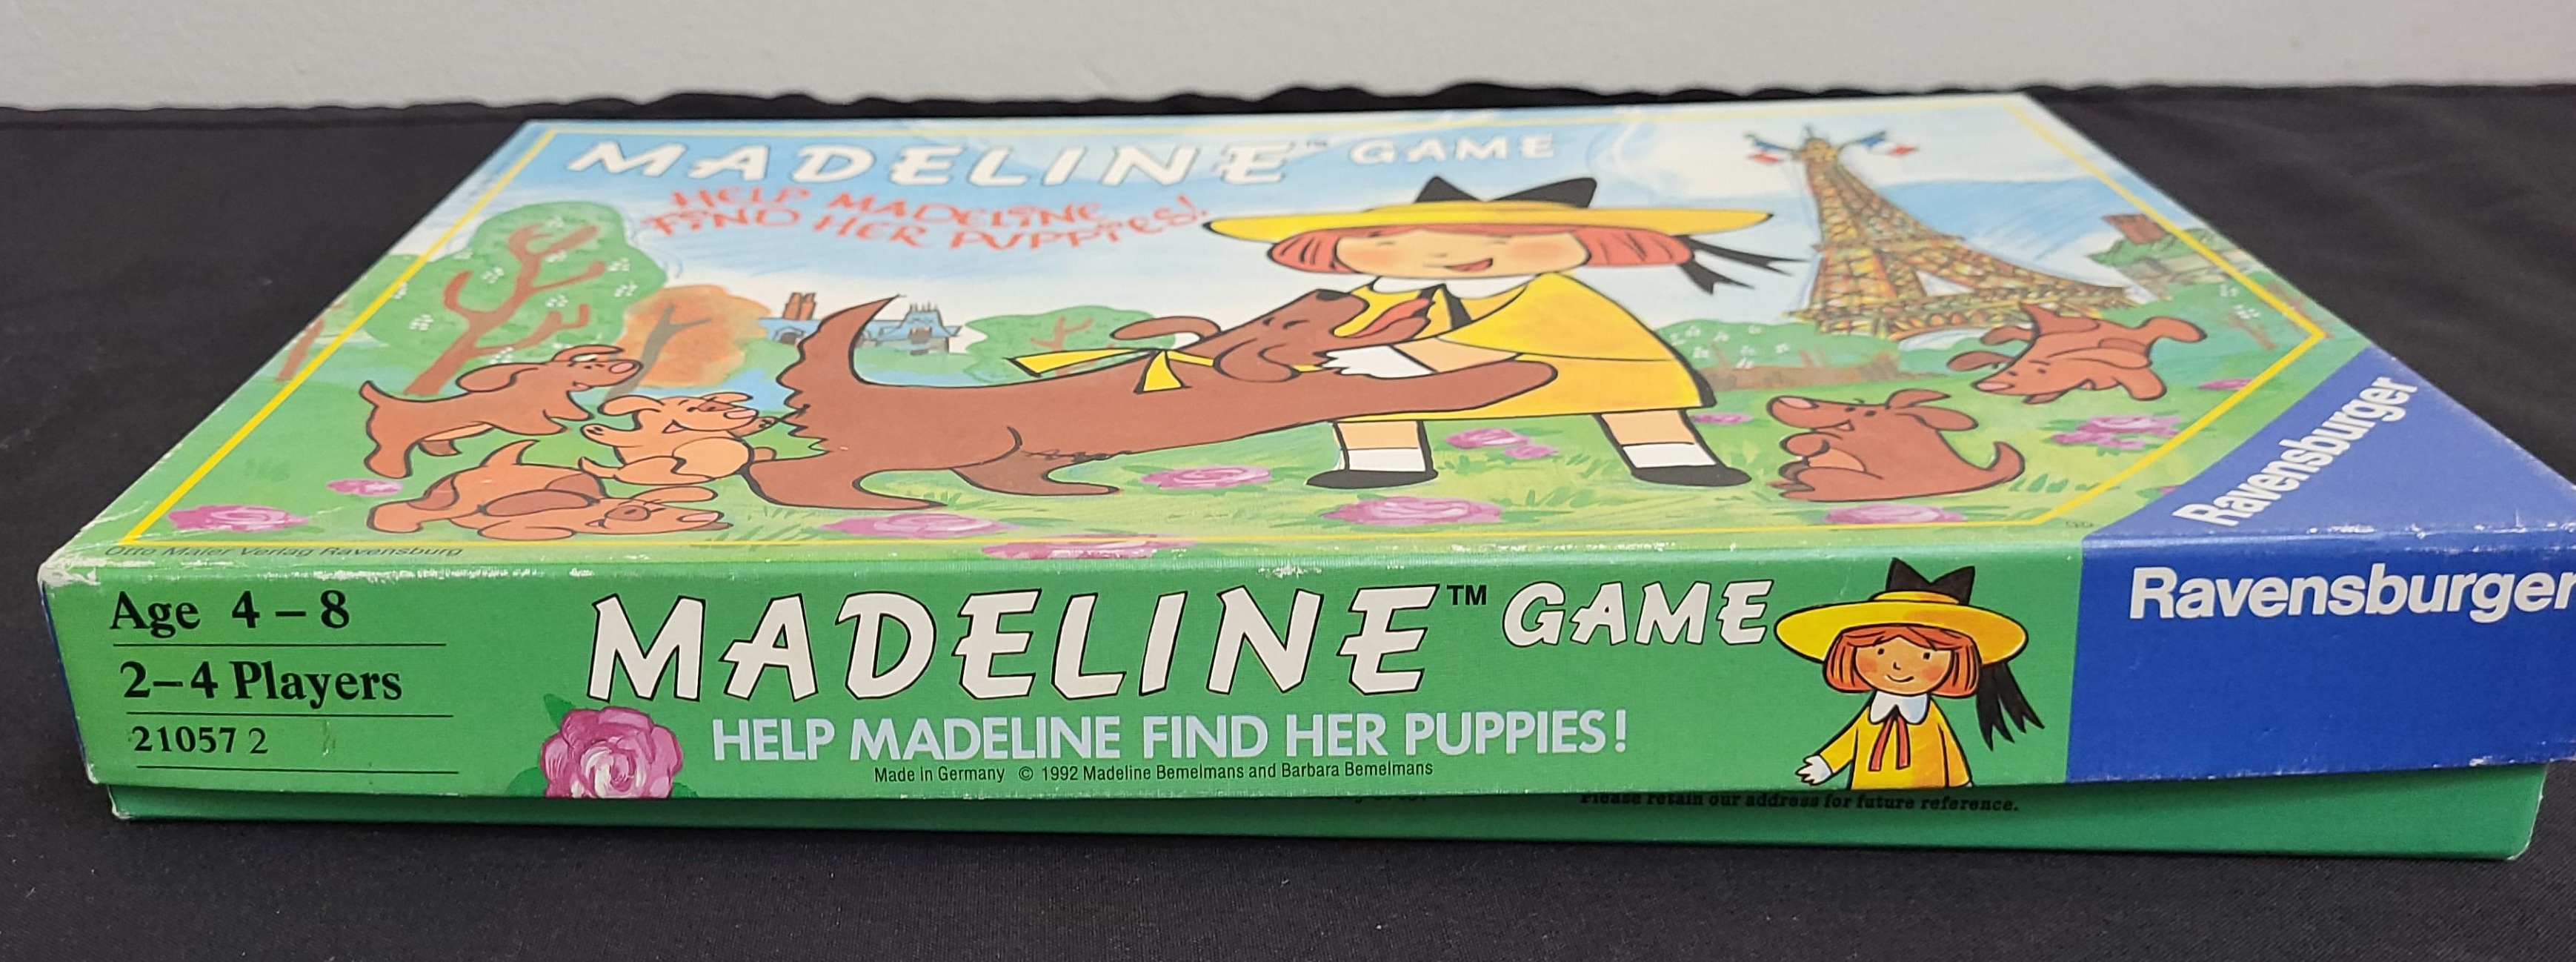 MADELINE™ GAME
HELP MADELINE
FIND HER PUPPIES!
Ravensburger
Otto Maier Verlag Ravensburg
Age 4 – 8
2–4 Players
21057 2
MADELINE™ GAME
HELP MADELINE FIND HER PUPPIES!
Made in Germany © 1992 Madeline Bemelmans and Barbara Bemelmans
Ravensburger
Please retain our address for future reference.